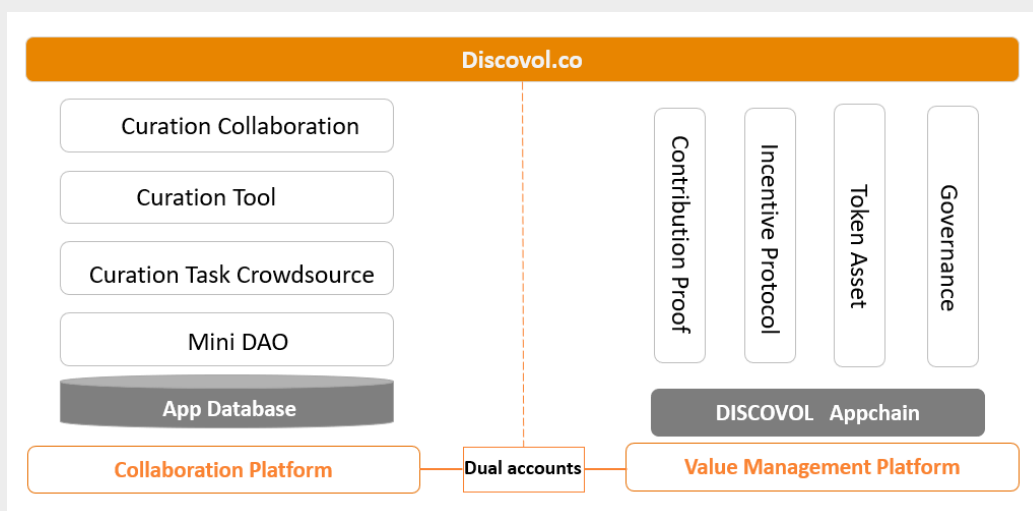 Discovol.co
Curation Collaboration
Curation Tool
Curation Task Crowdsource
Mini DAO
App Database
Collaboration Platform
Dual accounts
Contribution Proof
Incentive Protocol
Token Asset
Governance
DISCOVOL Appchain
Value Management Platform